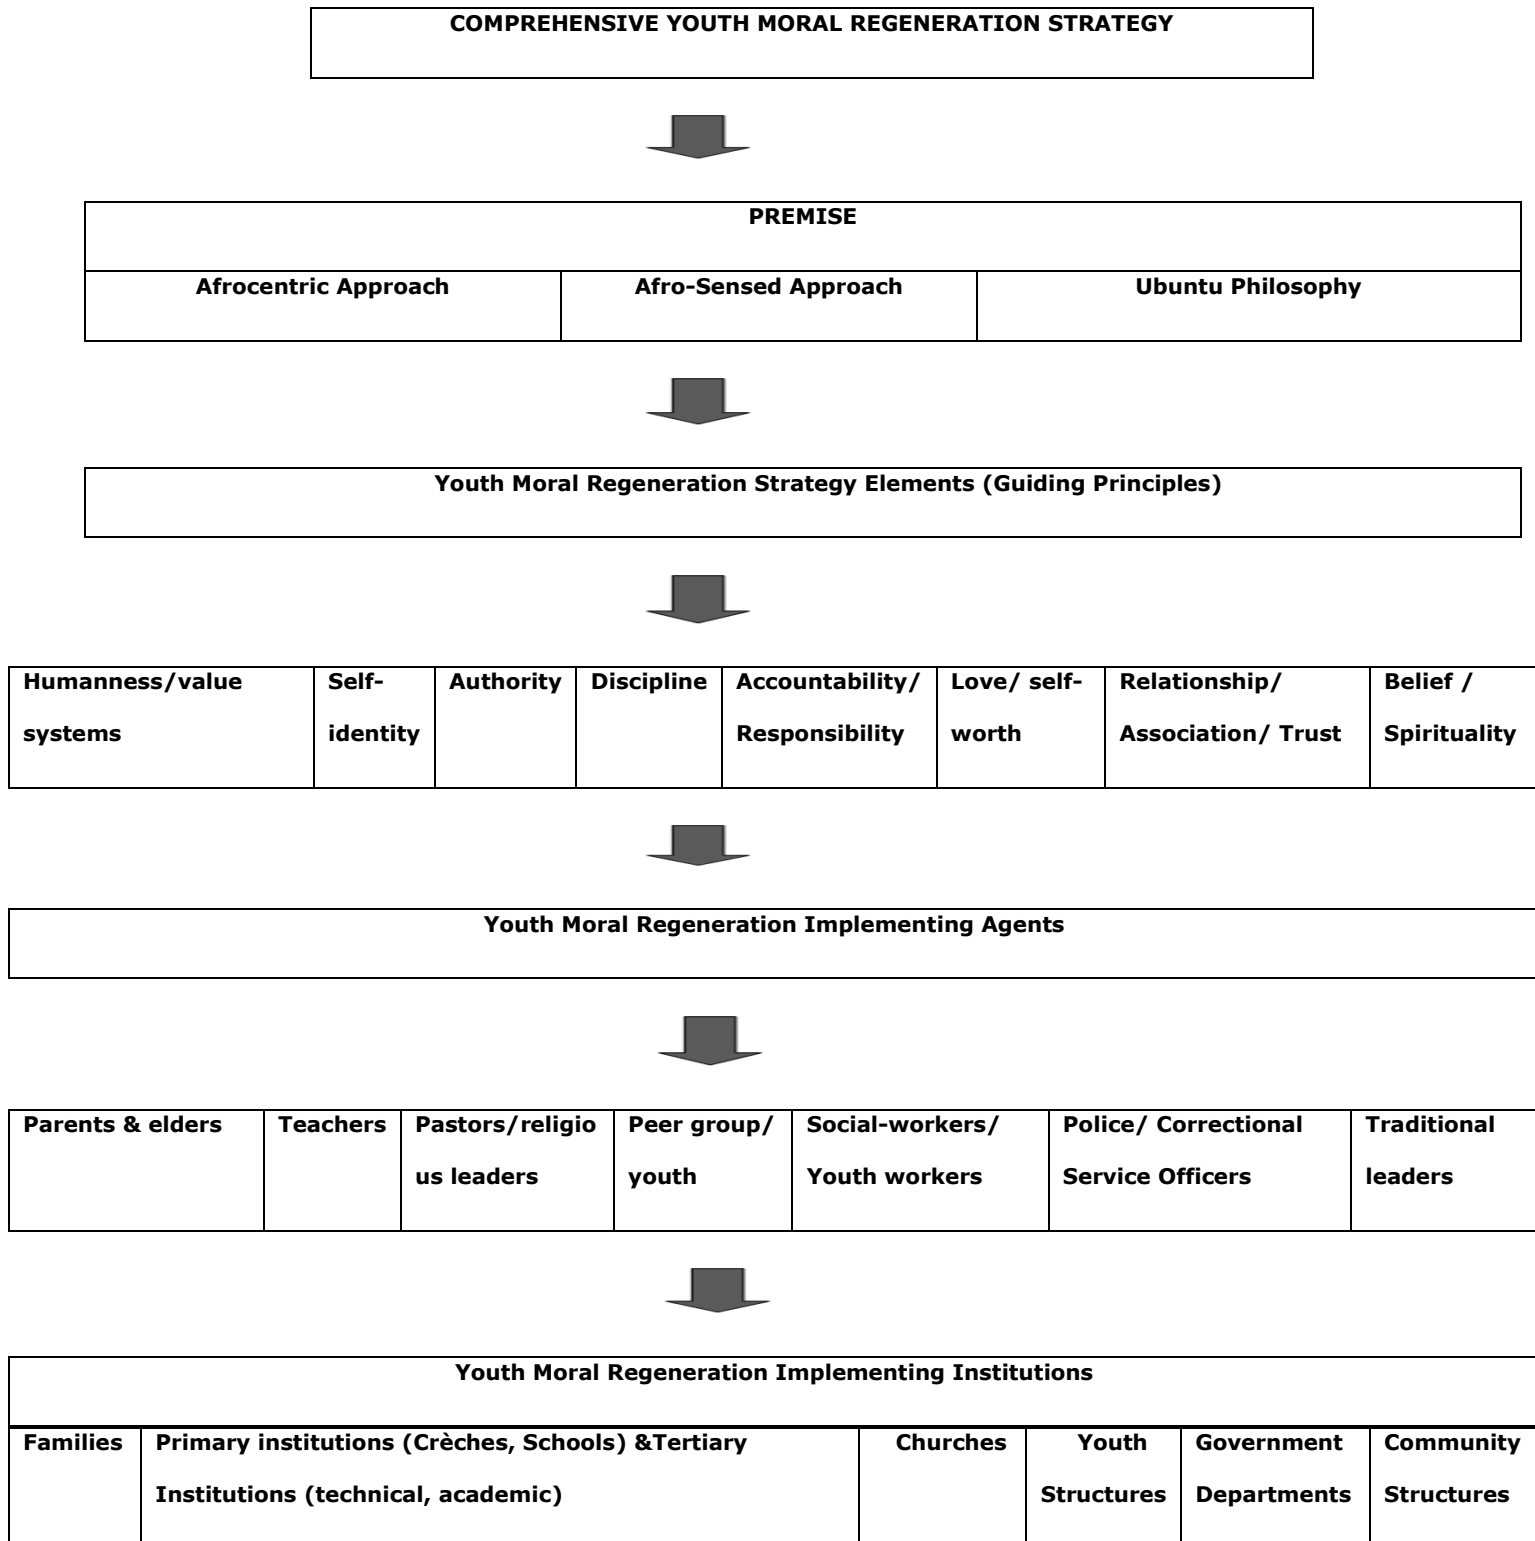 COMPREHENSIVE YOUTH MORAL REGENERATION STRATEGY
PREMISE
Afrocentric Approach
Afro-Sensed Approach
Ubuntu Philosophy
Youth Moral Regeneration Strategy Elements (Guiding Principles)
Humanness/value
systems
Self-
identity
Authority
Discipline
Accountability/
Responsibility
Love/ self-
worth
Relationship/
Association/ Trust
Belief /
Spirituality
Youth Moral Regeneration Implementing Agents
Parents & elders
Teachers
Pastors/religio
us leaders
Peer group/
youth
Social-workers/
Youth workers
Police/ Correctional
Service Officers
Traditional
leaders
Youth Moral Regeneration Implementing Institutions
Families
Primary institutions (Crèches, Schools) &Tertiary
Institutions (technical, academic)
Churches
Youth
Structures
Government
Departments
Community
Structures